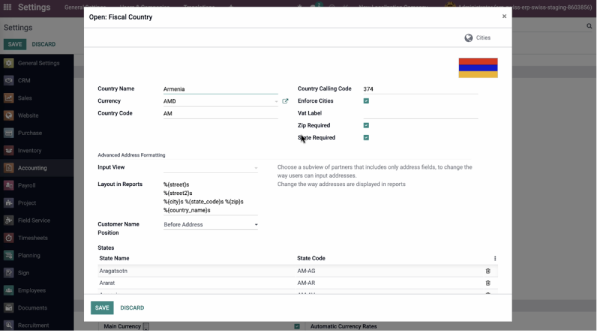 Settings
General Settings
SAVE
DISCARD
General Settings
CRM
Sales
Website
Purchase
Inventory
Accounting
Payroll
Project
Field Service
Timesheets
Planning
Sign
Employees
Documents
Recruitment
Open: Fiscal Country
×
Cities
Country Name
Armenia
Currency
AMD
Country Code
AM
Country Calling Code
374
Enforce Cities
Vat Label
Zip Required
State Required
Advanced Address Formatting
Input View
Choose a subview of partners that includes only address fields, to change the
way users can input addresses.
Layout in Reports
%(street)s
%(street2)s
%(city)s %(state_code)s %(zip)s
%(country_name)s
Change the way addresses are displayed in reports
Customer Name
Position
Before Address
States
State Name
State Code
Aragatsotn
AM-AG
Ararat
AM-AR
SAVE
DISCARD
Main Currency
Automatic Currency Rates